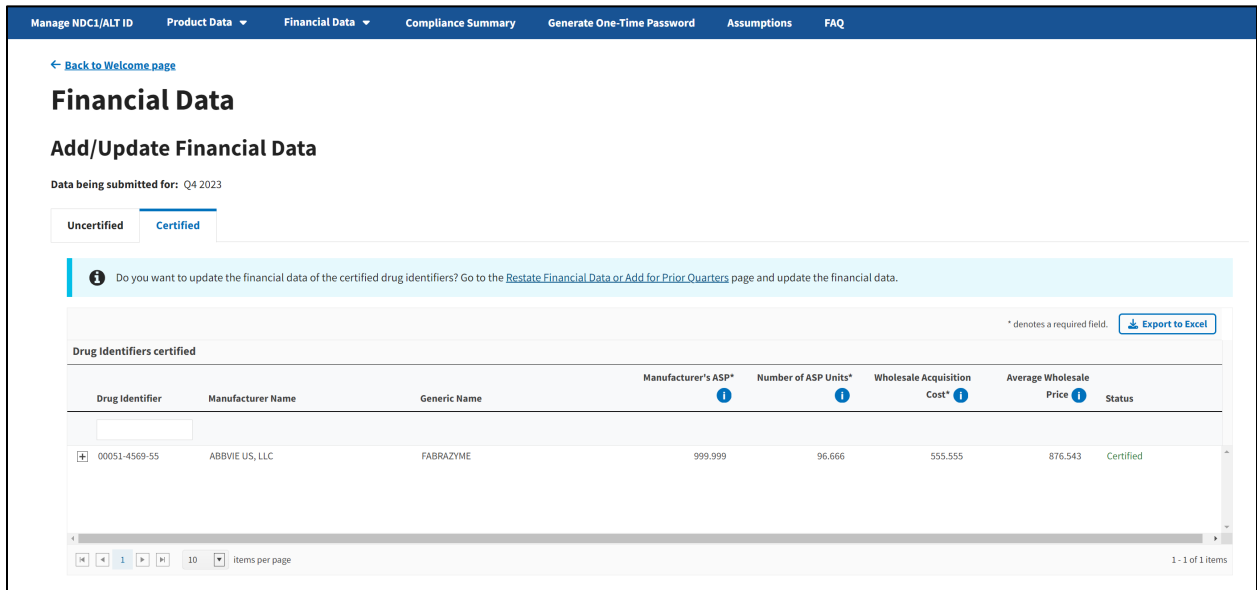 Manage NDC1/ALT ID Product Data Financial Data Compliance Summary Generate One-Time Password Assumptions FAQ
Back to Welcome page
Financial Data
Add/Update Financial Data
Data being submitted for: Q4 2023
Uncertified Certified
Do you want to update the financial data of the certified drug identifiers? Go to the Restate Financial Data or Add for Prior Quarters page and update the financial data.
* denotes a required field. Export to Excel
Drug Identifiers certified
Drug Identifier Manufacturer Name Generic Name Manufacturer's ASP* Number of ASP Units* Wholesale Acquisition Cost* Average Wholesale Price Status
00051-4569-55 ABBVIE US, LLC FABRAZYME 999.999 96.666 555.555 876.543 Certified
1 10 items per page 1 - 1 of 1 items